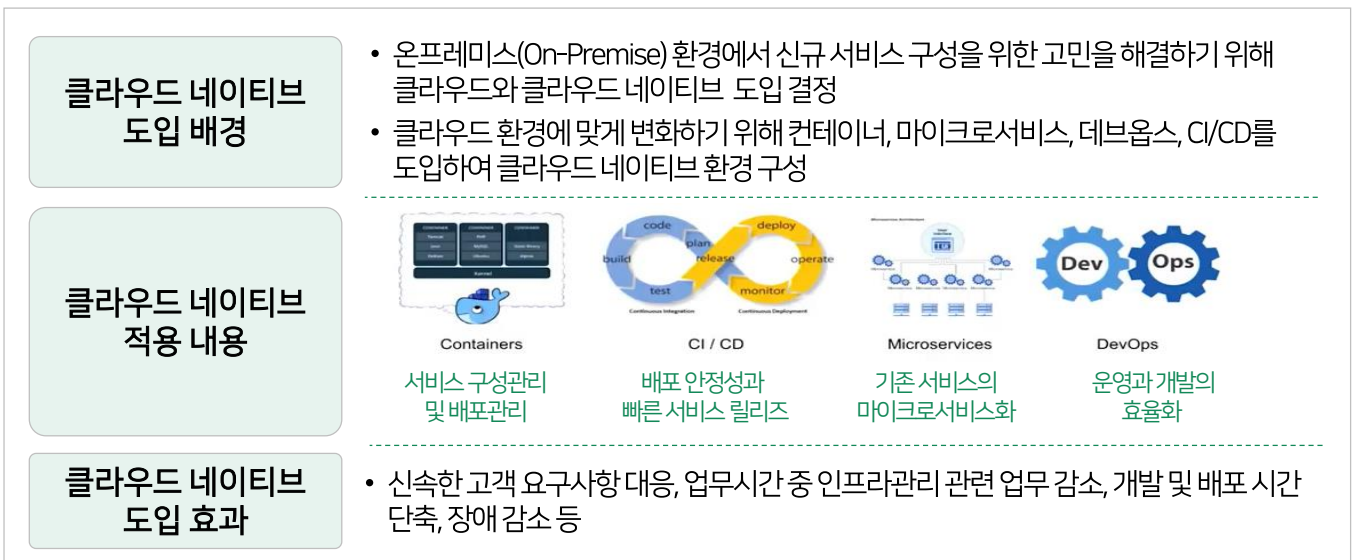 클라우드 네이티브
도입 배경
• 온프레미스(On-Premise) 환경에서 신규 서비스 구성을 위한 고민을 해결하기 위해
클라우드와 클라우드 네이티브 도입 결정
• 클라우드 환경에 맞게 변화하기 위해 컨테이너, 마이크로서비스, 데브옵스, CI/CD를
도입하여 클라우드 네이티브 환경 구성
클라우드 네이티브
적용 내용
CONTAINER CONTAINER CONTAINER
Kernel
Containers
서비스 구성관리
및 배포관리
code
build
plan
test
release
deploy
operate
monitor
Continuous Integration
Continuous Deployment
CI / CD
배포 안정성과
빠른 서비스 릴리즈
Microservices
기존 서비스의
마이크로서비스화
Dev
Ops
DevOps
운영과 개발의
효율화
클라우드 네이티브
도입 효과
• 신속한 고객 요구사항 대응, 업무시간 중 인프라관리 관련 업무 감소, 개발 및 배포 시간
단축, 장애 감소 등